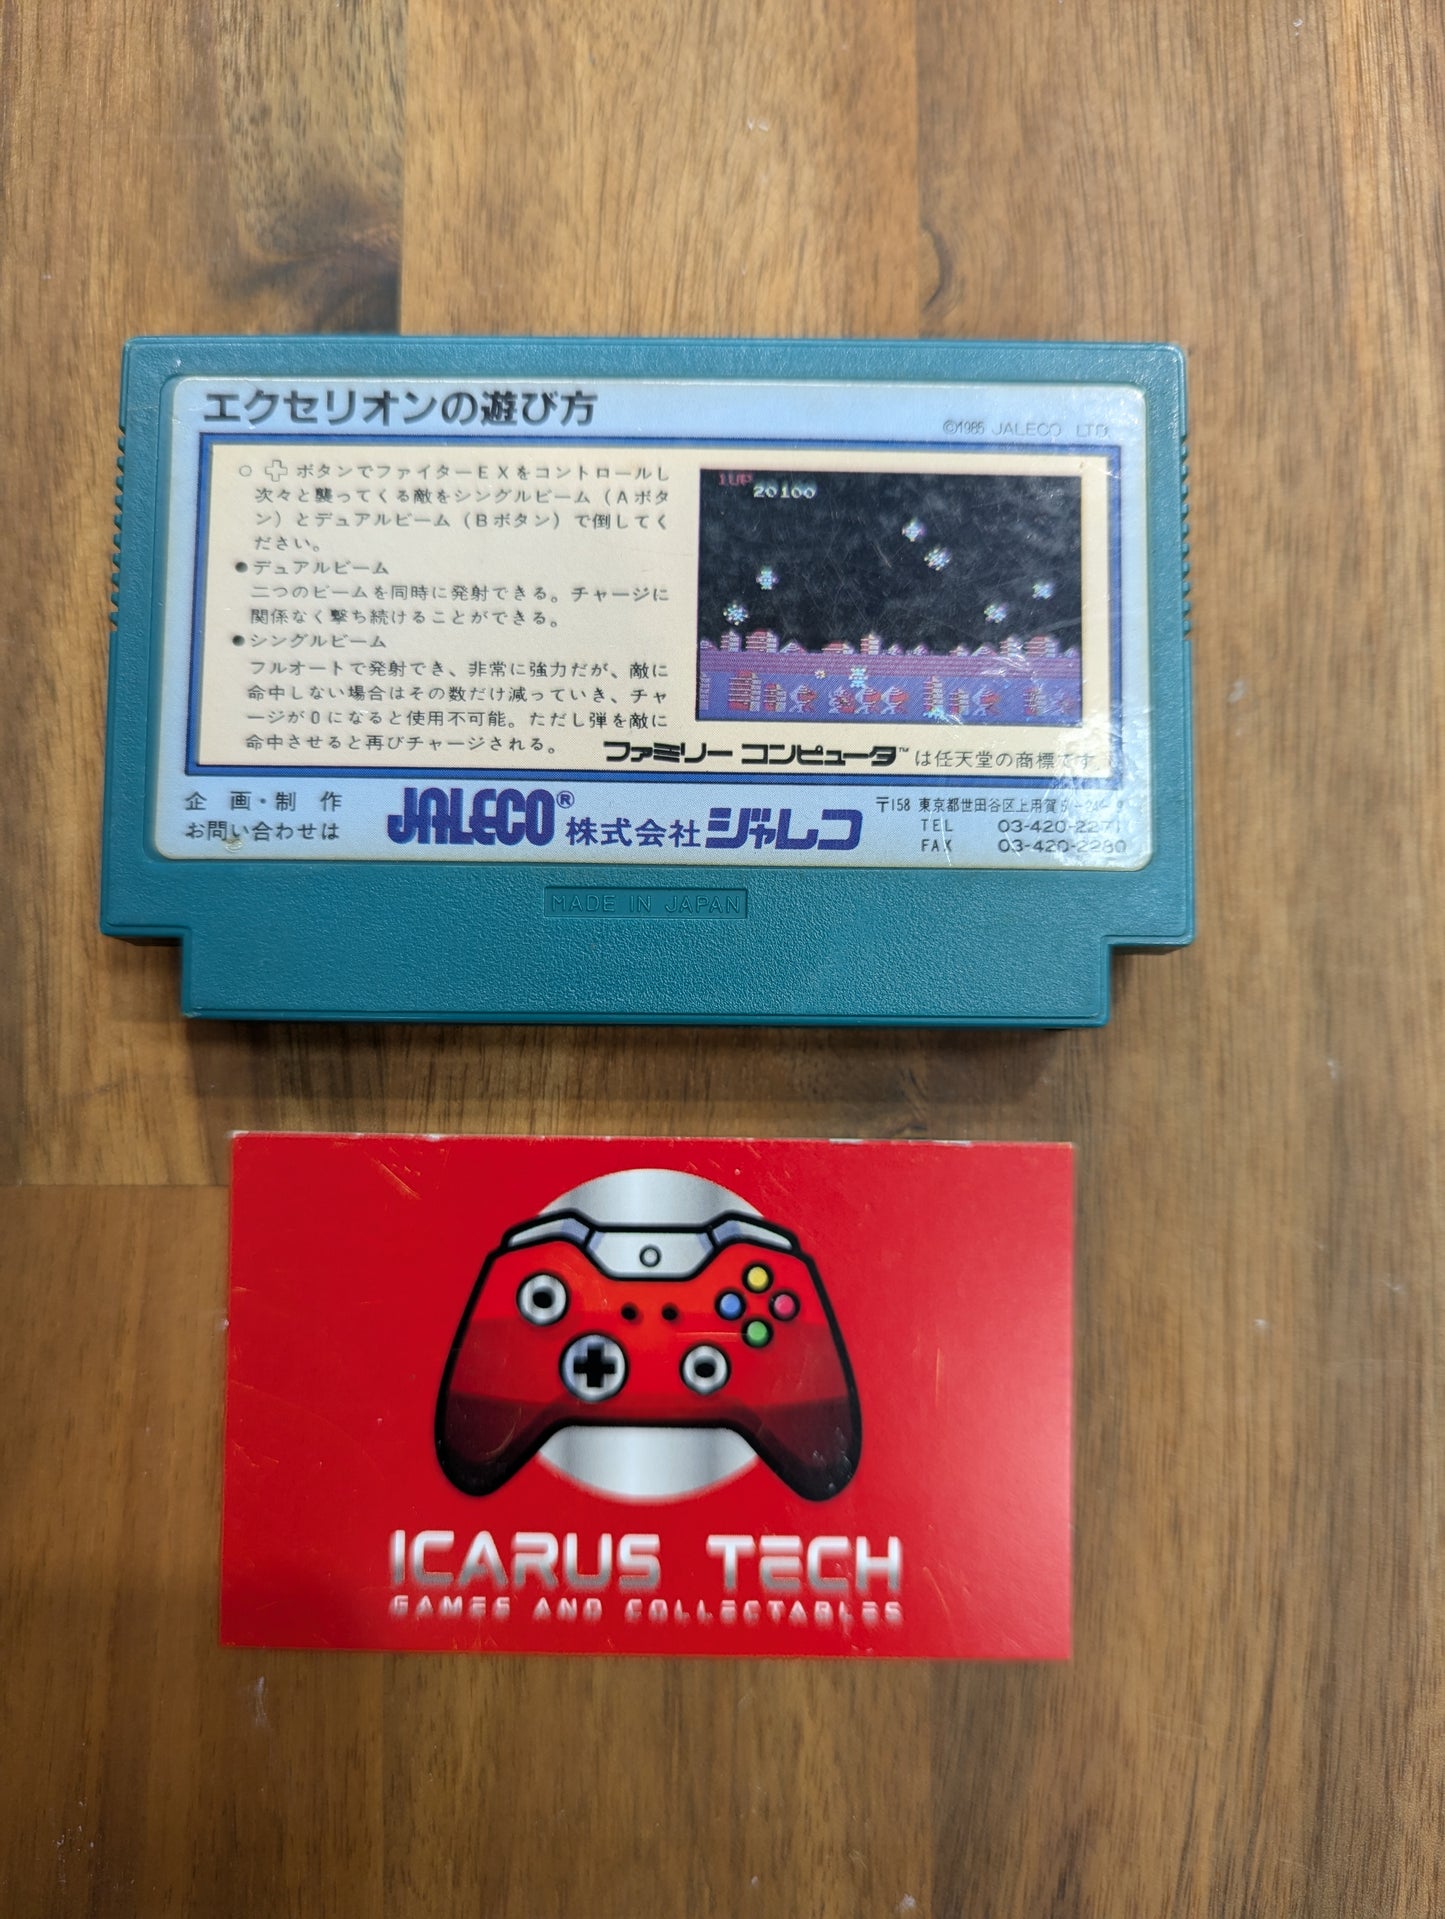 エクセリオンの遊び方
©1985 JALECO LTD.
○ ボタンでファイターEXをコントロールし
次々と襲ってくる敵をシングルビーム（Aボタ
ン）とデュアルビーム（Bボタン）で倒してく
ださい。
●デュアルビーム
二つのビームを同時に発射できる。チャージに
関係なく撃ち続けることができる。
●シングルビーム
フルオートで発射でき、非常に強力だが、敵に
命中しない場合はその数だけ減っていき、チャ
ージが0になると使用不可能。ただし弾を敵に
命中させると再びチャージされる。
1UP
20100
ファミリーコンピュータ™は任天堂の商標です。
企画・制作
お問い合わせは
JALECO® 株式会社ジャレコ
〒158 東京都世田谷区上用賀
TEL 03-420-2271
FAX 03-420-2280
MADE IN JAPAN
ICARUS TECH
GAMES AND COLLECTABLES